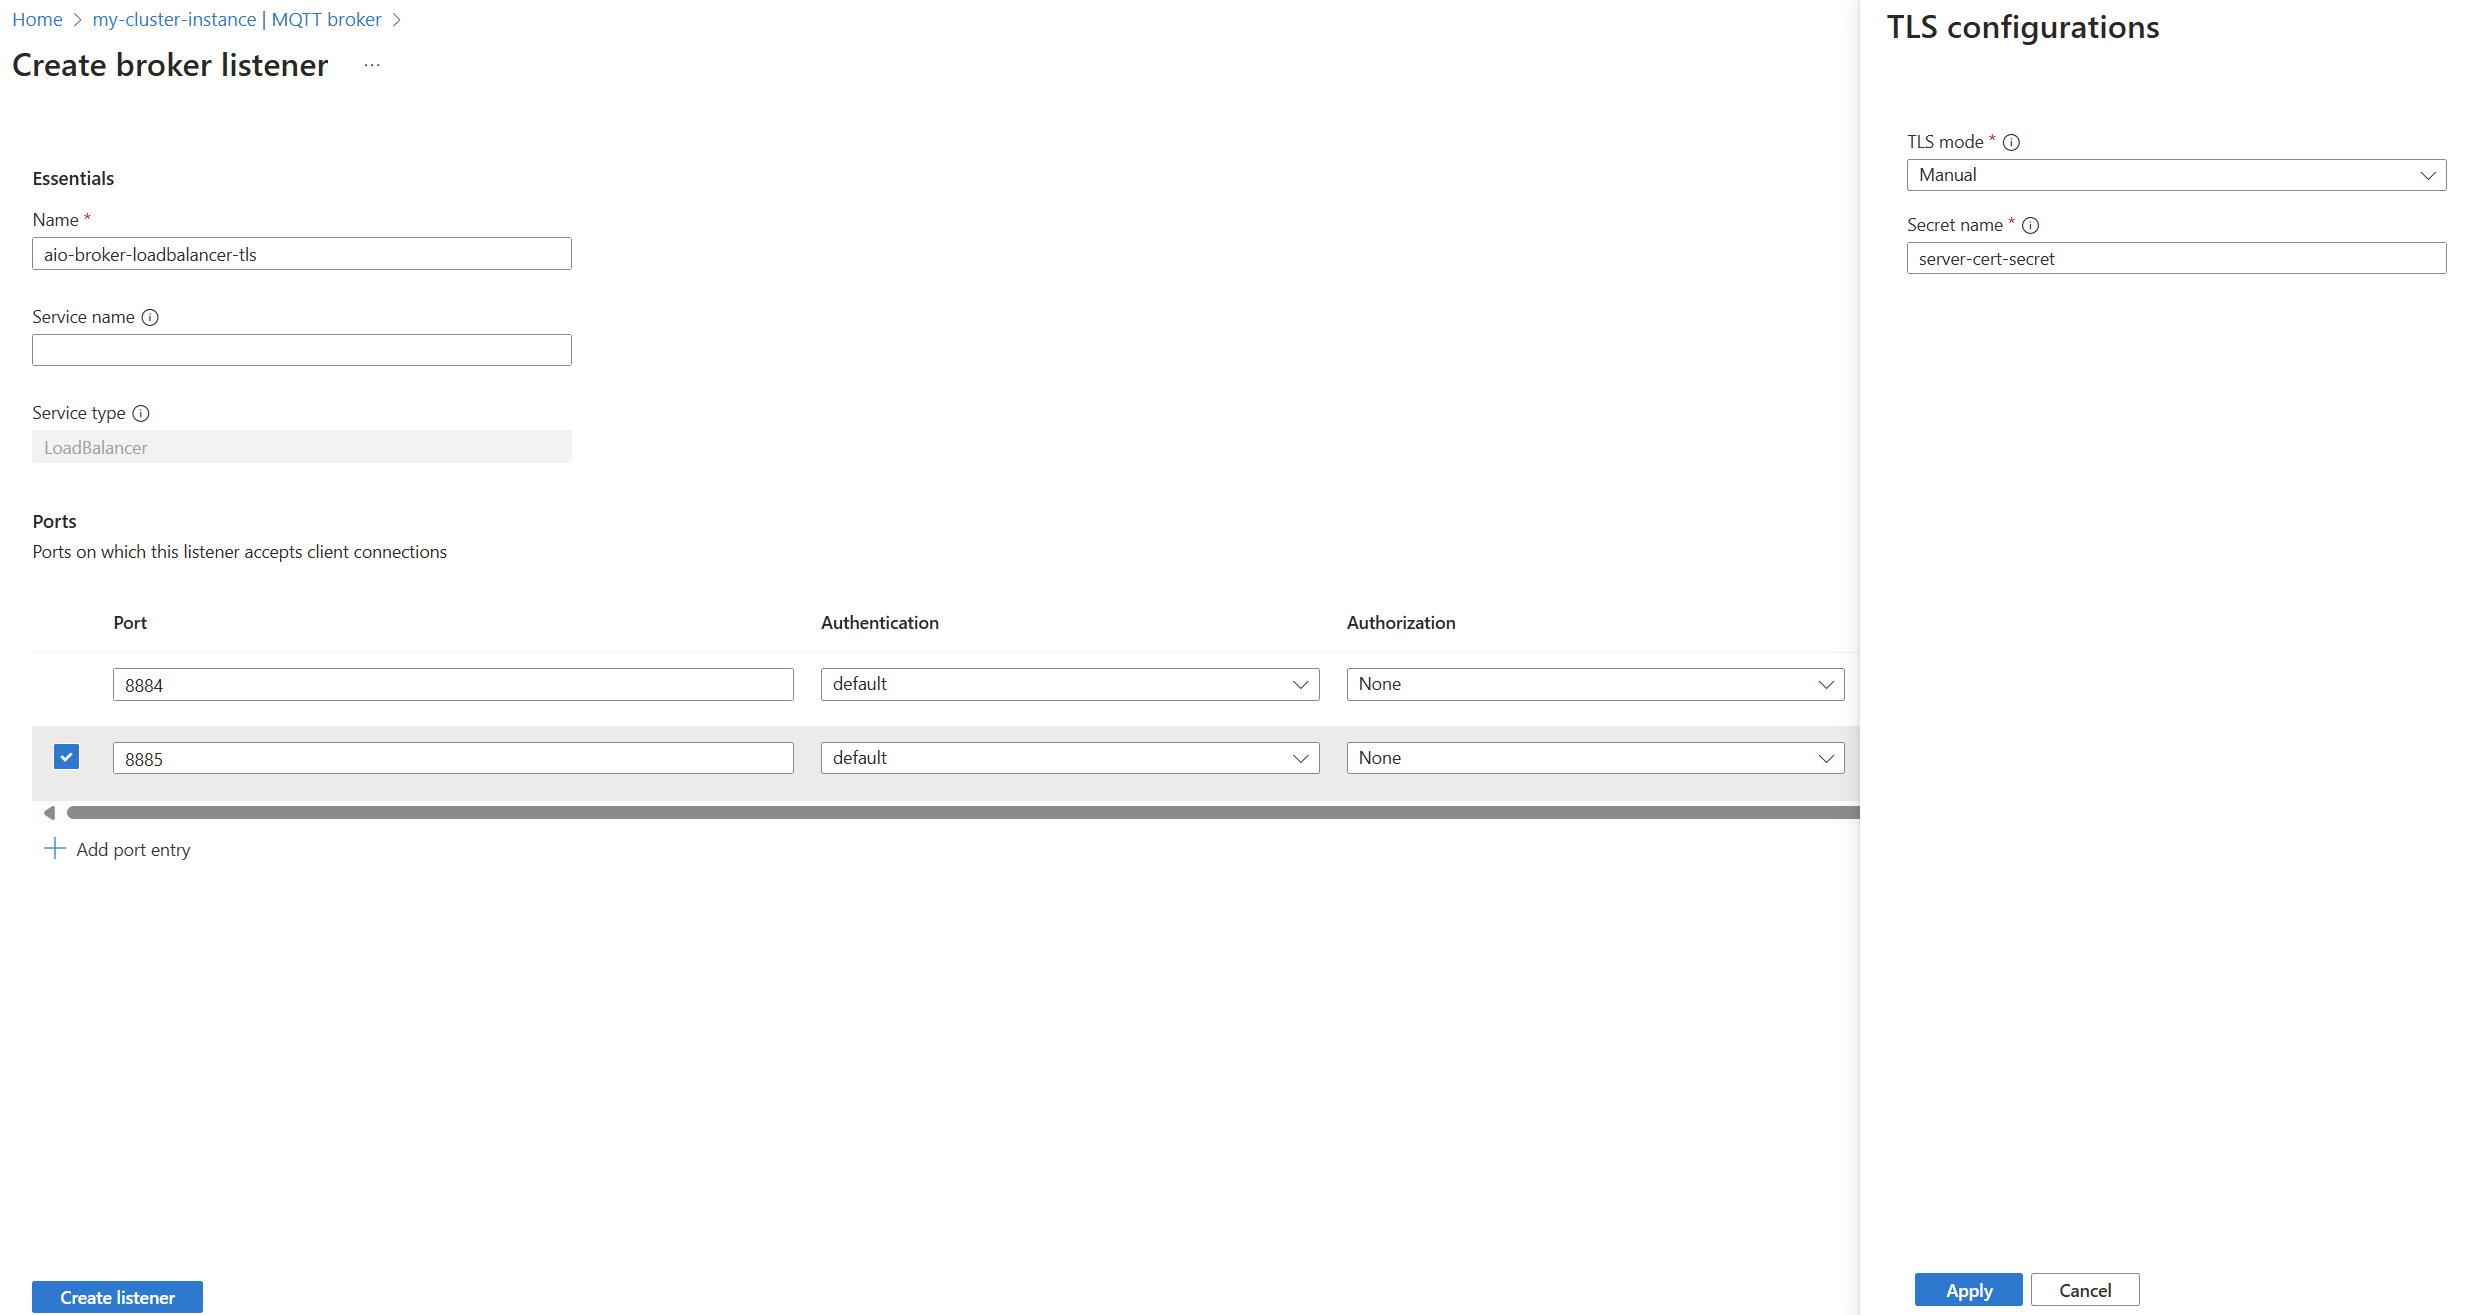 Home > my-cluster-instance | MQTT broker >
Create broker listener ...
Essentials
Name *
aio-broker-loadbalancer-tls
Service name
Service type
LoadBalancer
Ports
Ports on which this listener accepts client connections
Port Authentication Authorization
8884 default None
8885 default None
Add port entry
Create listener
TLS configurations
TLS mode *
Manual
Secret name *
server-cert-secret
Apply Cancel